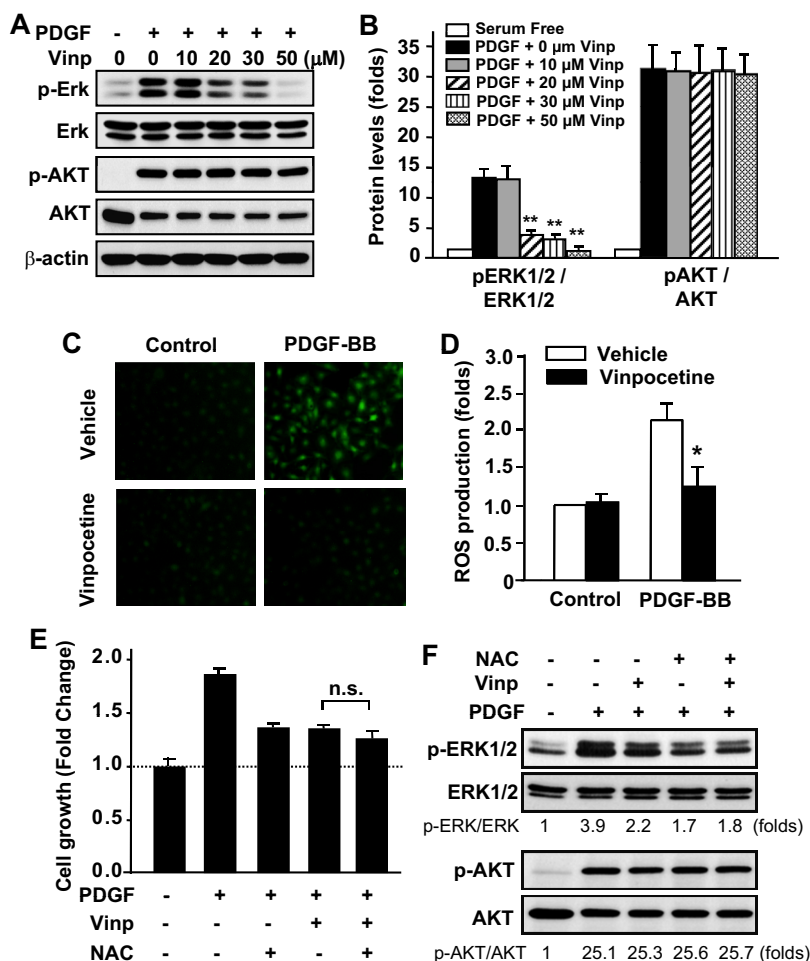 A
PDGF - + + + + +
Vinp 0 0 10 20 30 50 (µM)
p-Erk
Erk
p-AKT
AKT
β-actin
B
Serum Free
PDGF + 0 µm Vinp
PDGF + 10 µM Vinp
PDGF + 20 µM Vinp
PDGF + 30 µM Vinp
PDGF + 50 µM Vinp
Protein levels (folds)
35
30
25
20
15
10
5
0
** ** **
pERK1/2 / ERK1/2
pAKT / AKT
C
Control PDGF-BB
Vehicle
Vinpocetine
D
Vehicle
Vinpocetine
ROS production (folds)
3.0
2.5
2.0
1.5
1.0
0.5
0
*
Control PDGF-BB
E
Cell growth (Fold Change)
2.0
1.5
1.0
0.5
0.0
n.s.
PDGF - + + + +
Vinp - - - + +
NAC - - + - +
F
NAC - - - + +
Vinp - - + - +
PDGF - + + + +
p-ERK1/2
ERK1/2
p-ERK/ERK 1 3.9 2.2 1.7 1.8 (folds)
p-AKT
AKT
p-AKT/AKT 1 25.1 25.3 25.6 25.7 (folds)